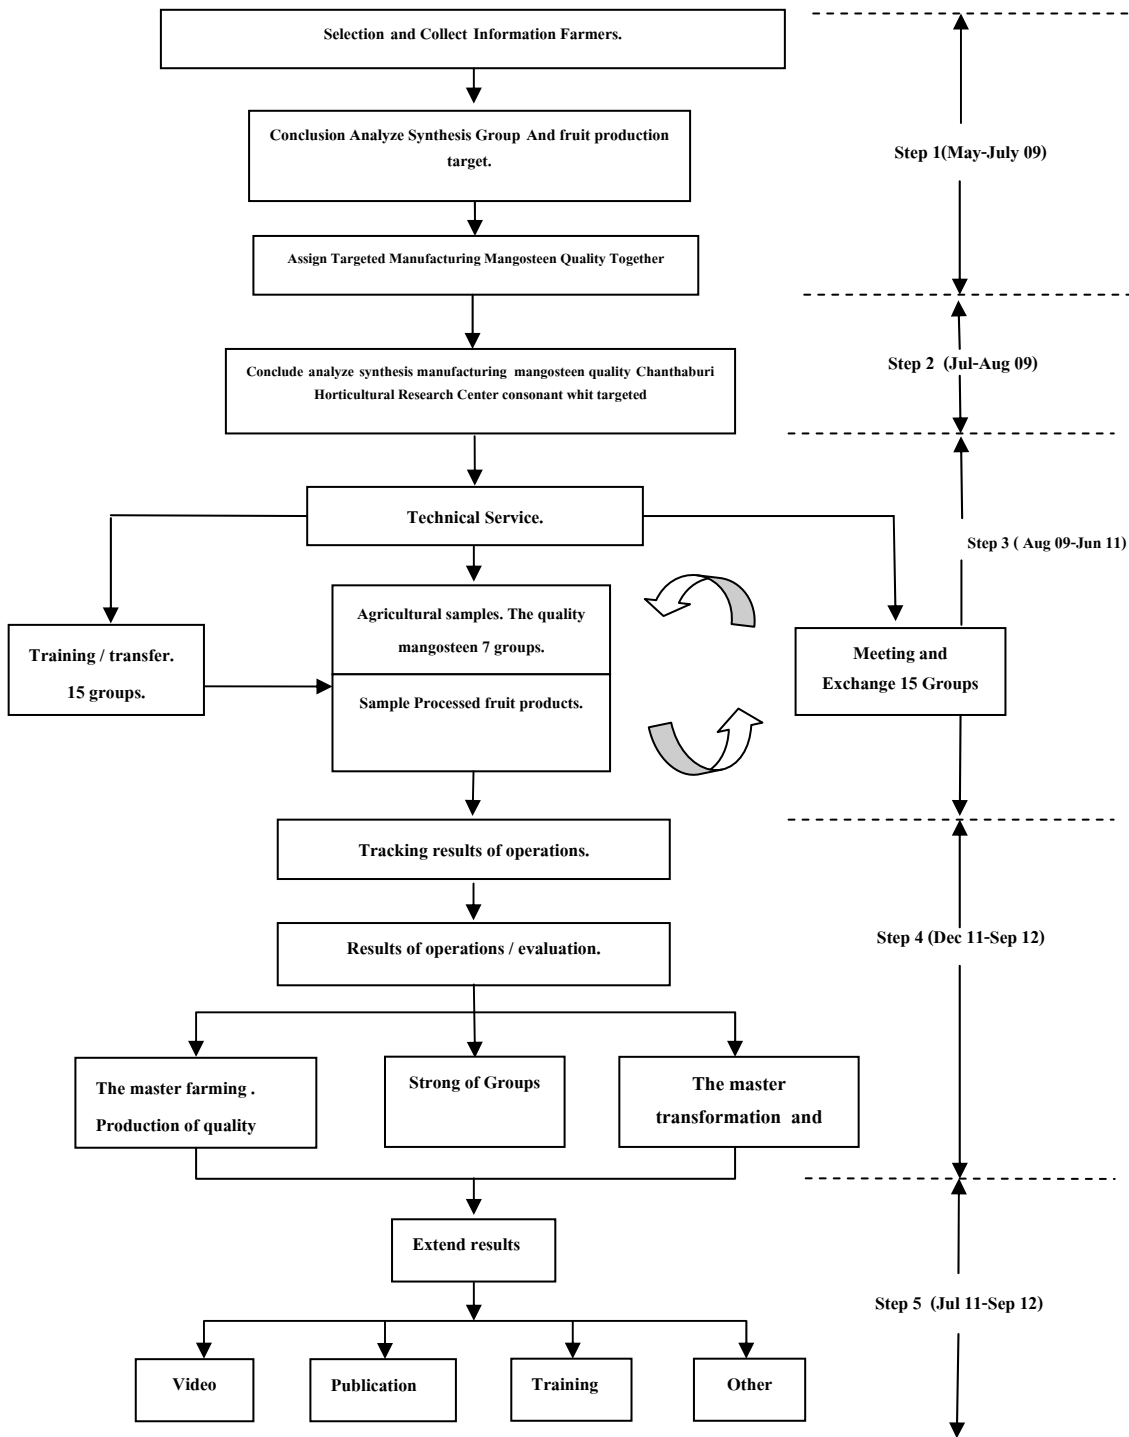 Selection and Collect Information Farmers.
Conclusion Analyze Synthesis Group And fruit production
target.
Step 1(May-July 09)
Assign Targeted Manufacturing Mangosteen Quality Together
Conclude analyze synthesis manufacturing mangosteen quality Chanthaburi
Horticultural Research Center consonant whit targeted
Step 2 (Jul-Aug 09)
Technical Service.
Step 3 ( Aug 09-Jun 11)
Training / transfer.
15 groups.
Agricultural samples. The quality
mangosteen 7 groups.
Sample Processed fruit products.
Meeting and
Exchange 15 Groups
Tracking results of operations.
Results of operations / evaluation.
Step 4 (Dec 11-Sep 12)
The master farming .
Production of quality
Strong of Groups
The master
transformation and
Extend results
Step 5 (Jul 11-Sep 12)
Video
Publication
Training
Other